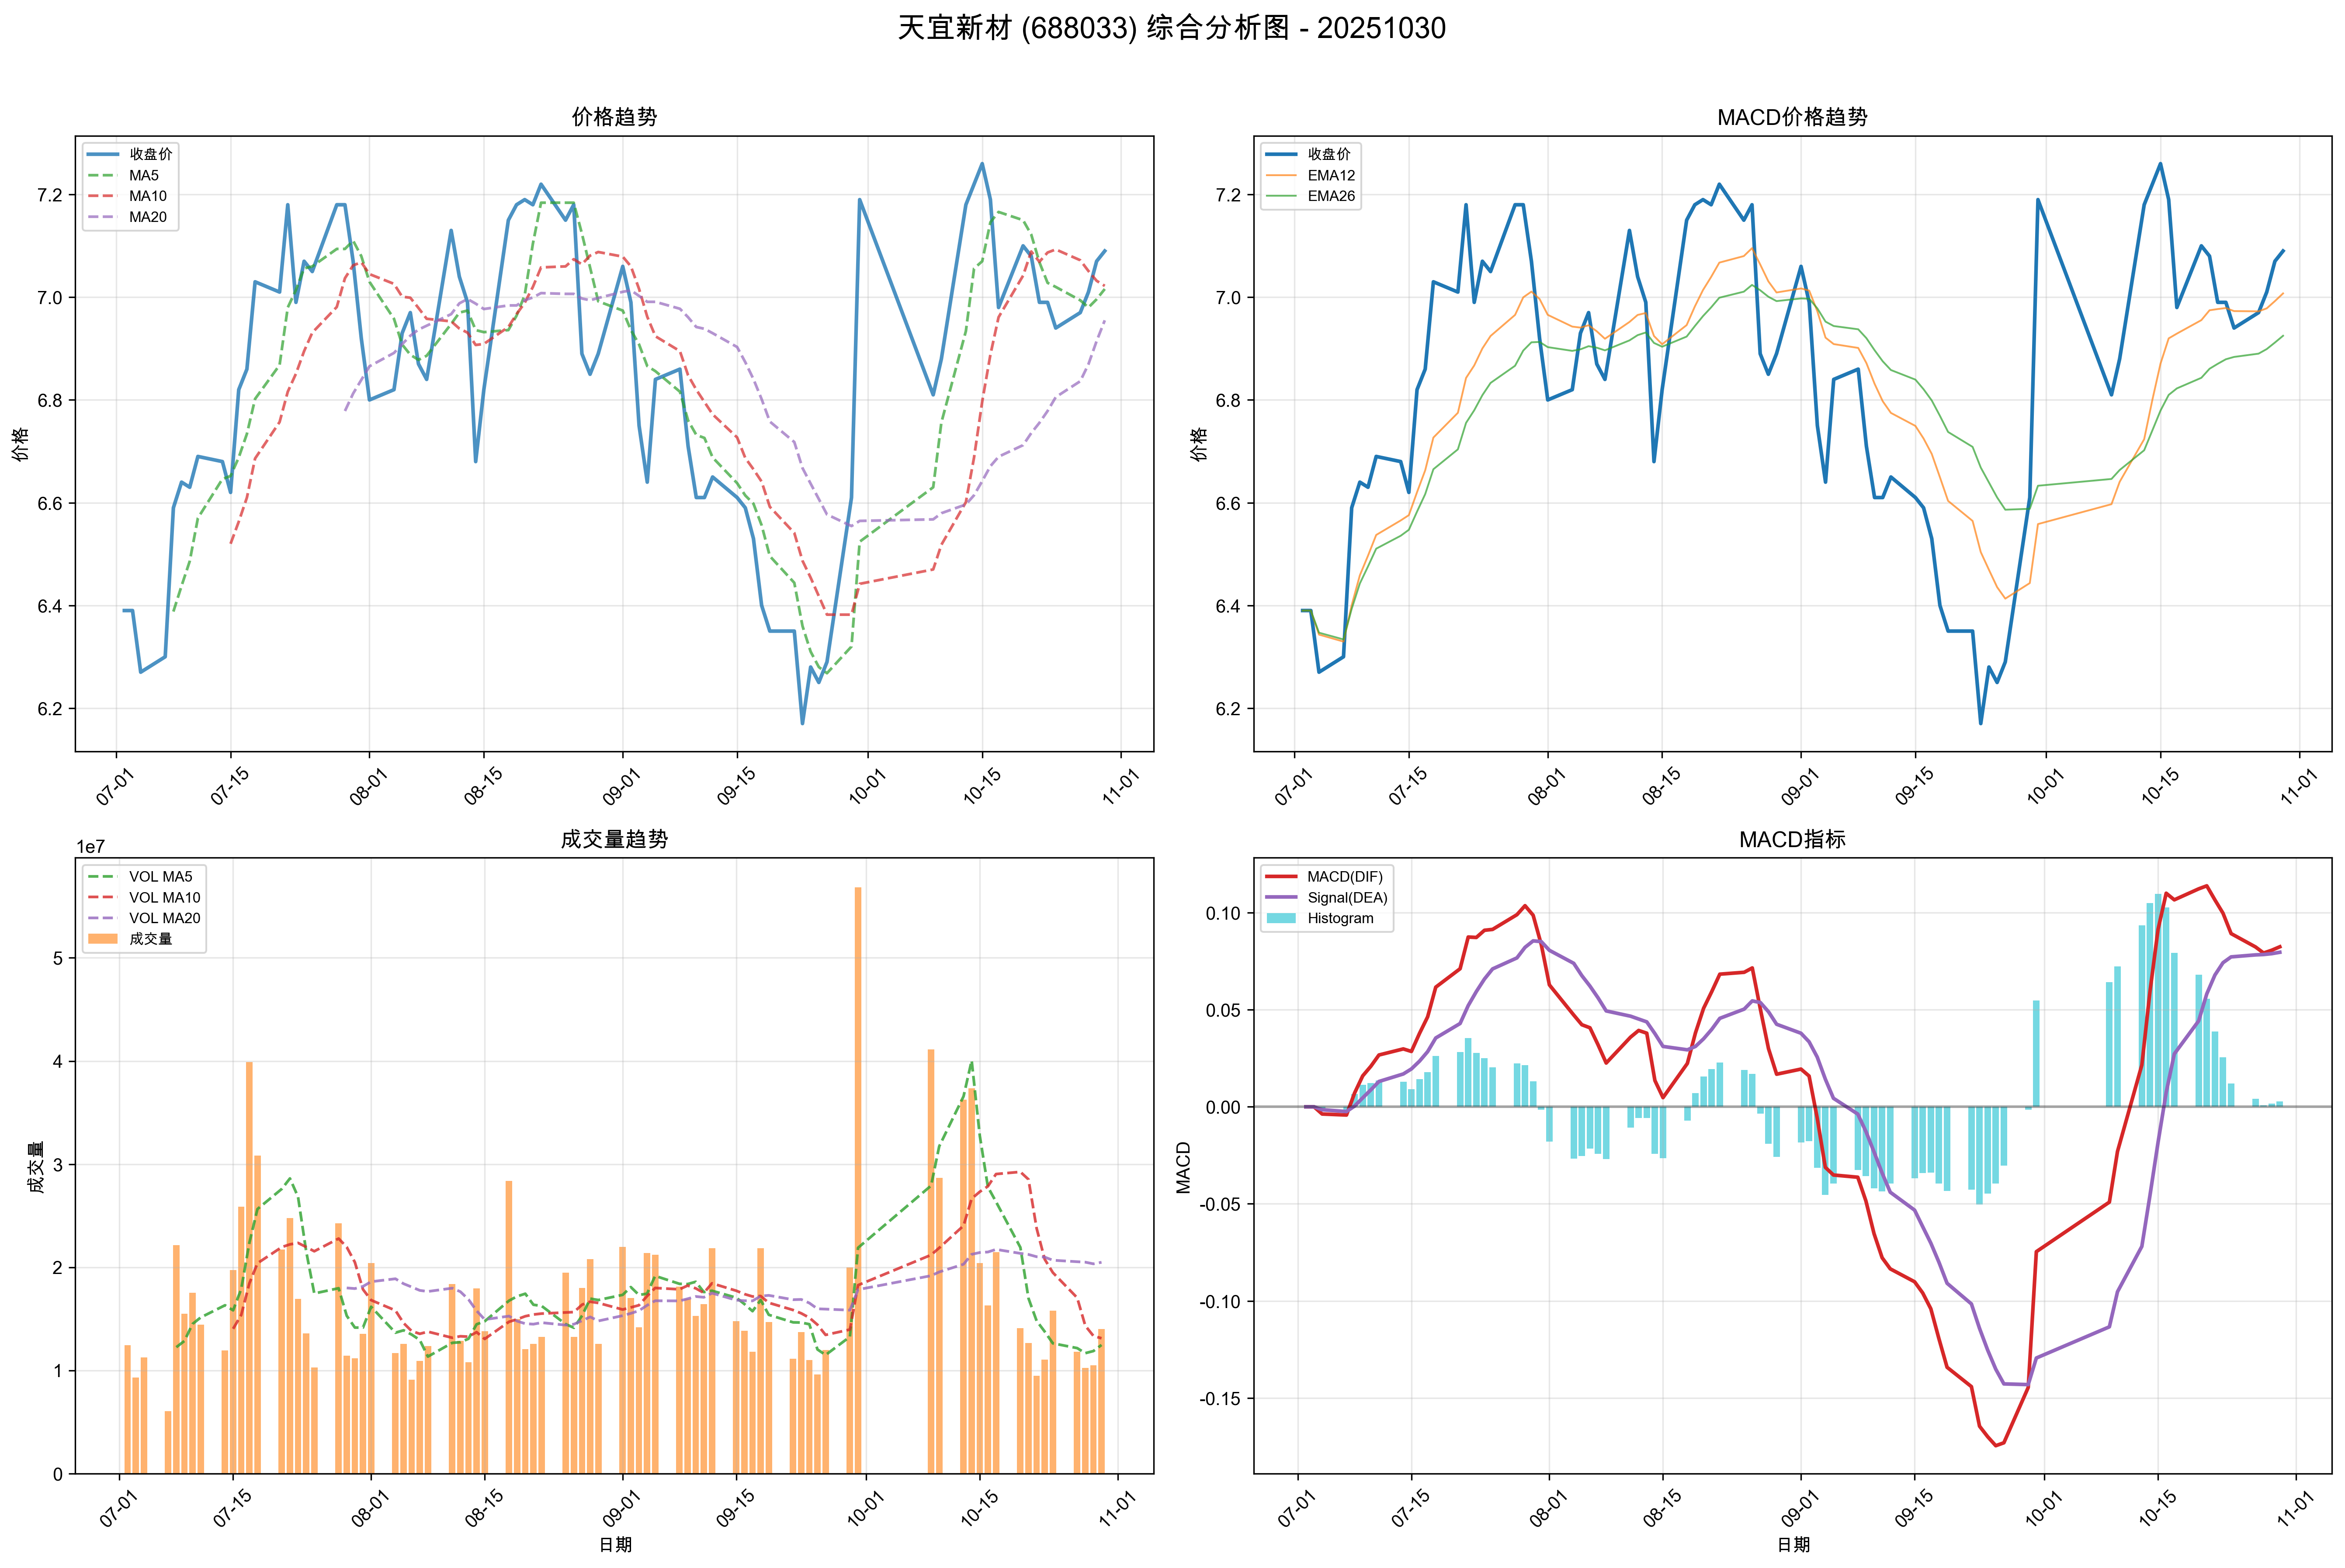 天宜新材 (688033) 综合分析图 - 20251030
价格趋势
收盘价
MA5
MA10
MA20
价格
7.2
7.0
6.8
6.6
6.4
6.2
07-01
07-15
08-01
08-15
09-01
09-15
10-01
10-15
11-01
MACD价格趋势
收盘价
EMA12
EMA26
价格
7.2
7.0
6.8
6.6
6.4
6.2
07-01
07-15
08-01
08-15
09-01
09-15
10-01
10-15
11-01
成交量趋势
1e7
VOL MA5
VOL MA10
VOL MA20
成交量
成交量
5
4
3
2
1
0
07-01
07-15
08-01
08-15
09-01
09-15
10-01
10-15
11-01
日期
MACD指标
MACD(DIF)
Signal(DEA)
Histogram
MACD
0.10
0.05
0.00
-0.05
-0.10
-0.15
07-01
07-15
08-01
08-15
09-01
09-15
10-01
10-15
11-01
日期